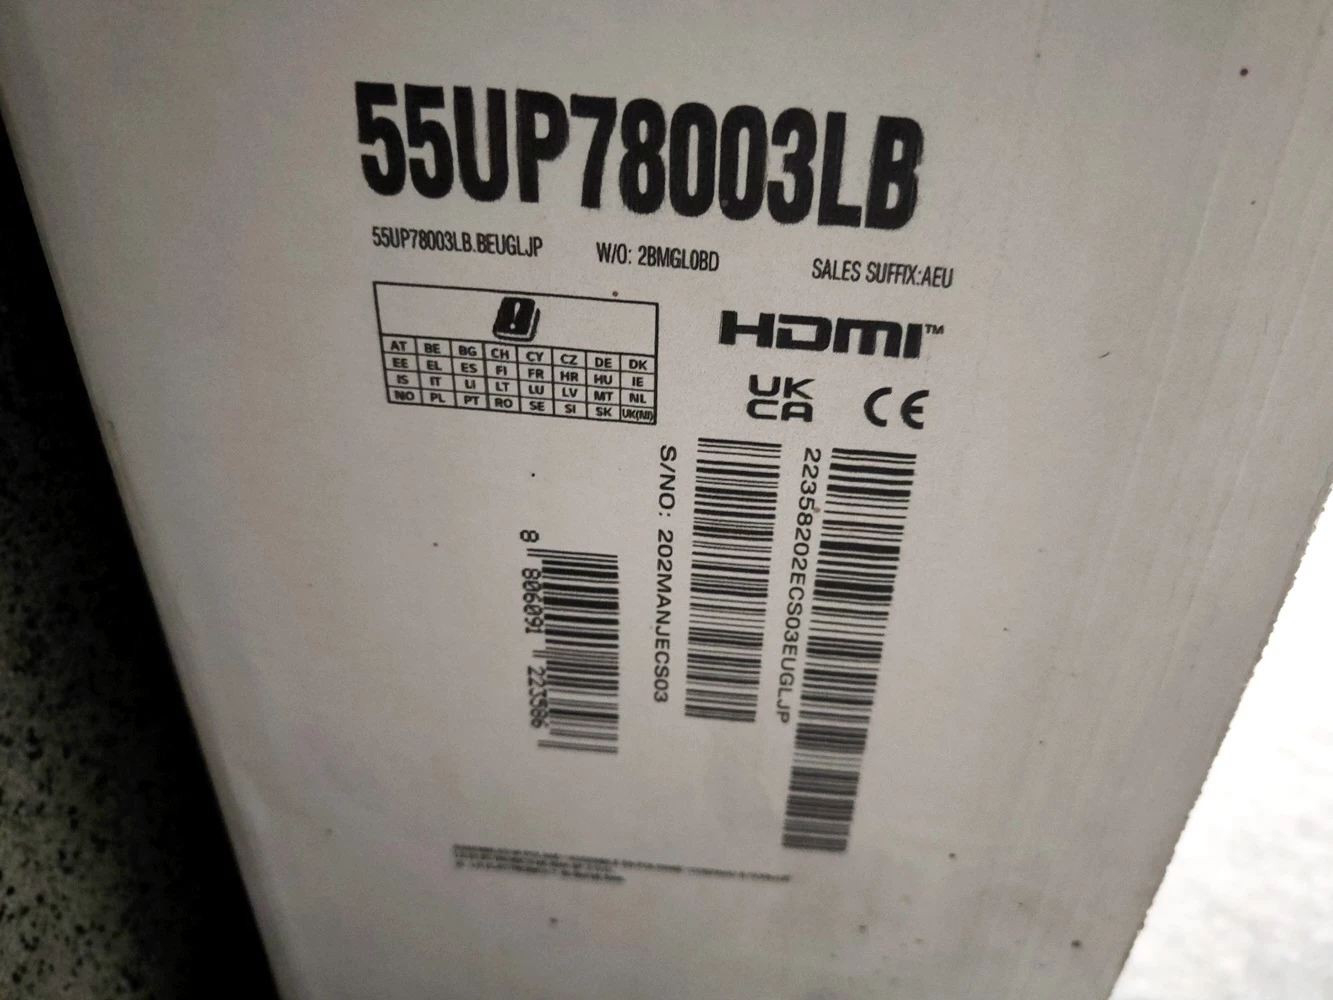 55UP78003LB
55UP78003LB.BEUGLJP W/O: 2BMGL0BD SALES SUFFIX:AEU
HDMI™
AT BE BG CH CY CZ DE DK
EE EL ES FI FR HR HU IE
IS IT LI LT LU LV MT NL
NO PL PT RO SE SI SK UK(NI)
UK
CA CE
S/NO: 202MANJECS03
22358202ECS03EUGLJP
8 806091 223586